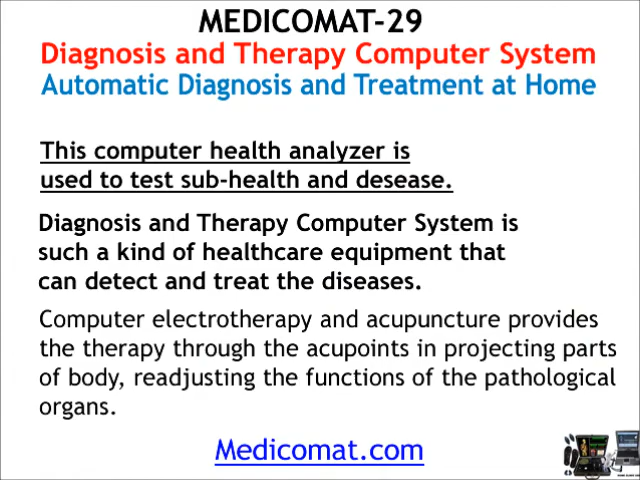 MEDICOMAT-29
Diagnosis and Therapy Computer System
Automatic Diagnosis and Treatment at Home
This computer health analyzer is
used to test sub-health and desease.
Diagnosis and Therapy Computer System is
such a kind of healthcare equipment that
can detect and treat the diseases.
Computer electrotherapy and acupuncture provides
the therapy through the acupoints in projecting parts
of body, readjusting the functions of the pathological
organs.
Medicomat.com